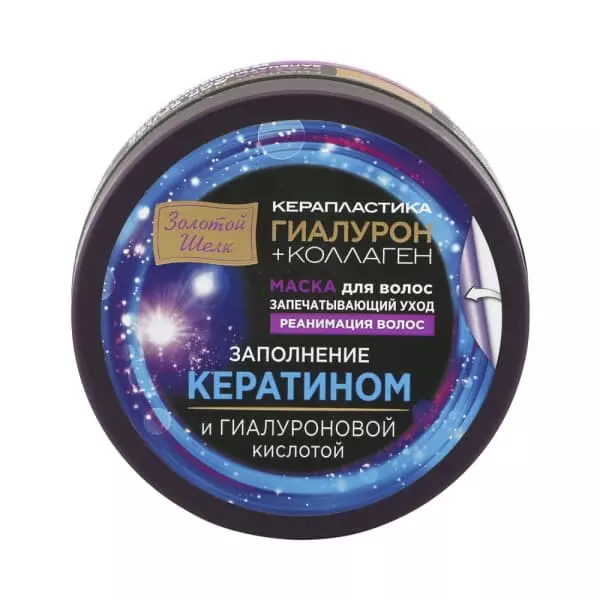 Золотой
Шелк
КЕРАПЛАСТИКА
ГИАЛУРОН
+КОЛЛАГЕН
МАСКА для волос
ЗАПЕЧАТЫВАЮЩИЙ УХОД
РЕАНИМАЦИЯ ВОЛОС
ЗАПОЛНЕНИЕ
КЕРАТИНОМ
и ГИАЛУРОНОВОЙ
кислотой